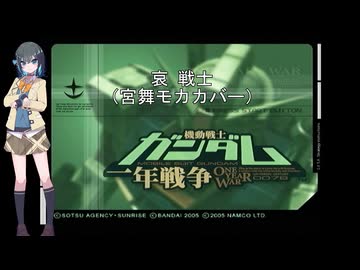 哀 戦士
（宮舞モカカバー）
機動戦士
ガンダム
MOBILE SUIT GUNDAM
一年戦争
ONE YEAR WAR
0079
©SOTSU AGENCY・SUNRISE ©BANDAI 2005 ©2005 NAMCO LTD.